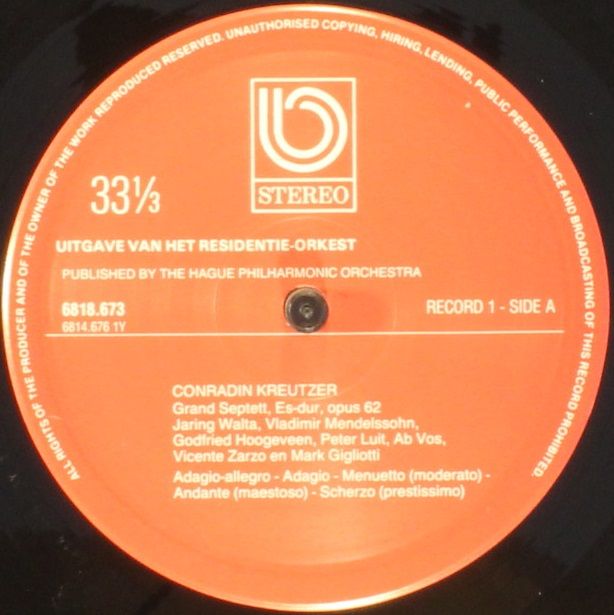 ALL RIGHTS OF THE PRODUCER AND OF THE OWNER OF THE WORK REPRODUCED RESERVED. UNAUTHORISED COPYING, HIRING, LENDING, PUBLIC PERFORMANCE AND BROADCASTING OF THIS RECORD PROHIBITED.
STEREO
33⅓
UITGAVE VAN HET RESIDENTIE-ORKEST
PUBLISHED BY THE HAGUE PHILHARMONIC ORCHESTRA
6818.673 RECORD 1 - SIDE A
6814.676 1Y
CONRADIN KREUTZER
Grand Septett, Es-dur, opus 62
Jaring Walta, Vladimir Mendelssohn,
Godfried Hoogeveen, Peter Luit, Ab Vos,
Vicente Zarzo en Mark Gigliotti
Adagio-allegro - Adagio - Menuetto (moderato) -
Andante (maestoso) - Scherzo (prestissimo)